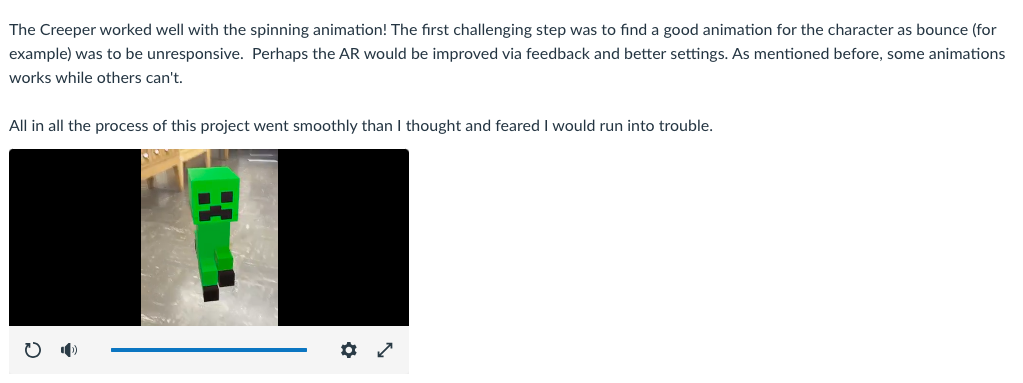 The Creeper worked well with the spinning animation! The first challenging step was to find a good animation for the character as bounce (for
example) was to be unresponsive.  Perhaps the AR would be improved via feedback and better settings. As mentioned before, some animations
works while others can't.
All in all the process of this project went smoothly than I thought and feared I would run into trouble.